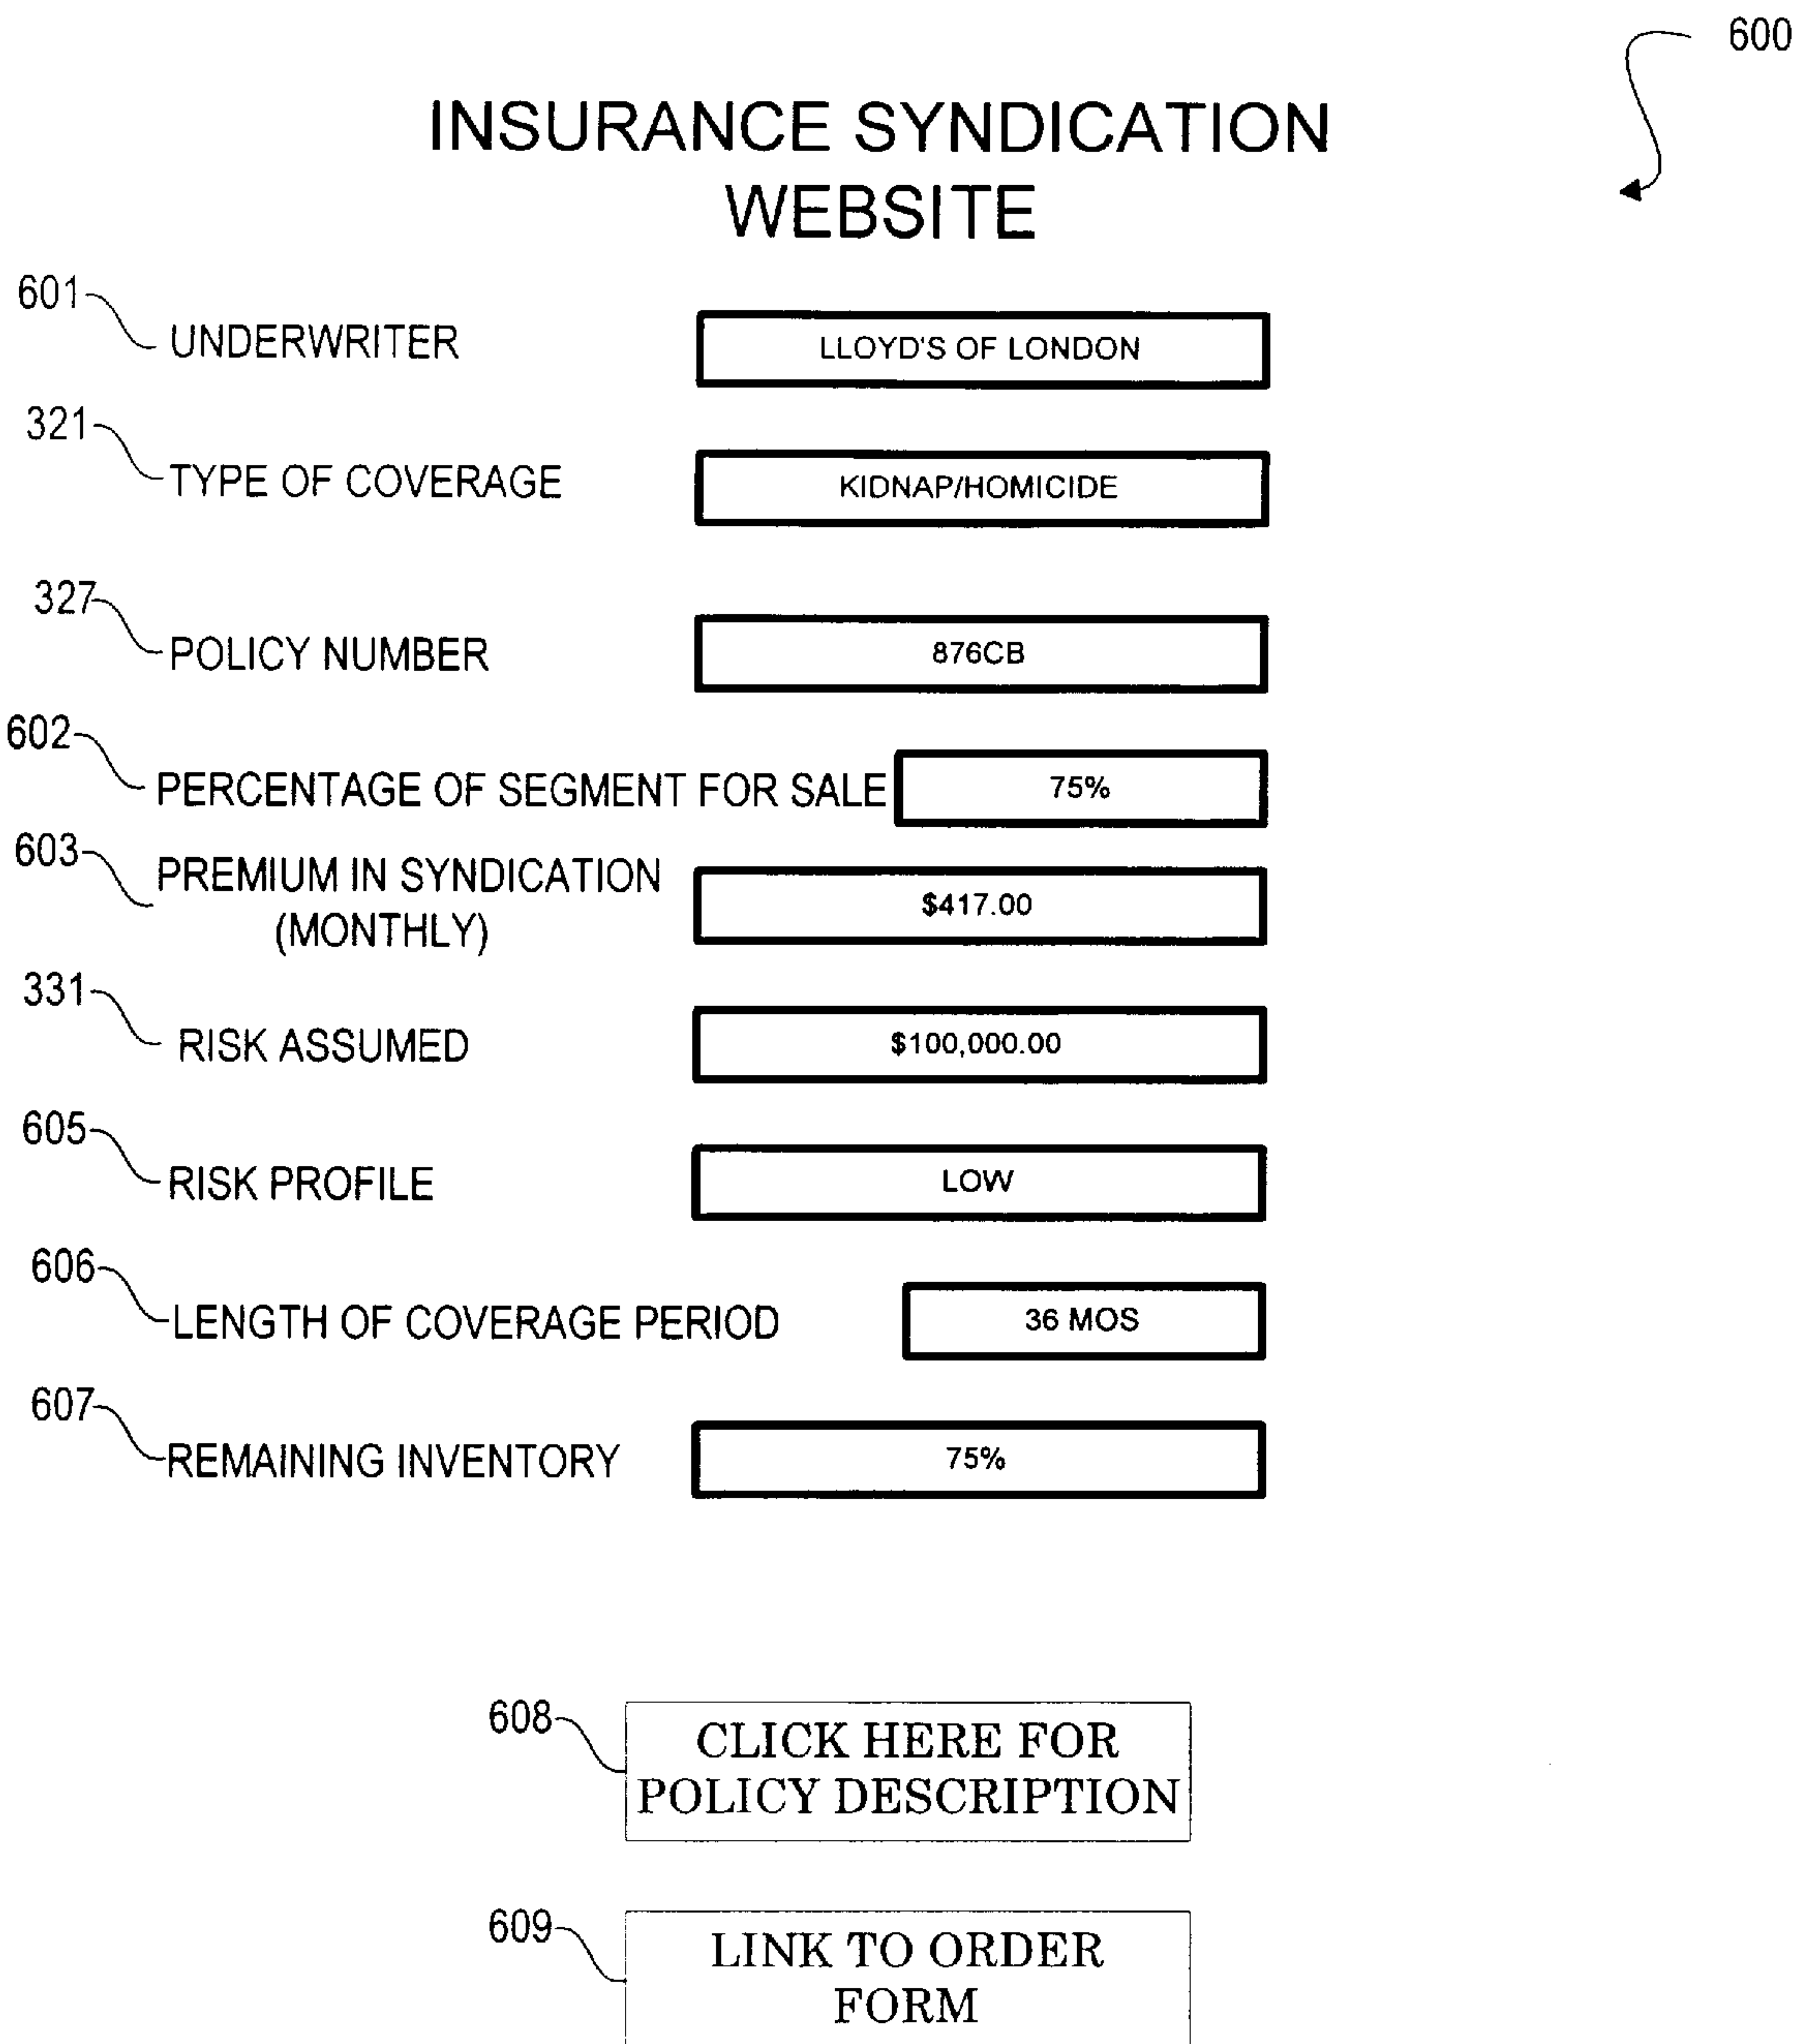 600
INSURANCE SYNDICATION
WEBSITE
601
UNDERWRITER
LLOYD'S OF LONDON
321
TYPE OF COVERAGE
KIDNAP/HOMICIDE
327
POLICY NUMBER
876CB
602
PERCENTAGE OF SEGMENT FOR SALE
75%
603
PREMIUM IN SYNDICATION
(MONTHLY)
$417.00
331
RISK ASSUMED
$100,000.00
605
RISK PROFILE
LOW
606
LENGTH OF COVERAGE PERIOD
36 MOS
607
REMAINING INVENTORY
75%
608
CLICK HERE FOR
POLICY DESCRIPTION
609
LINK TO ORDER
FORM